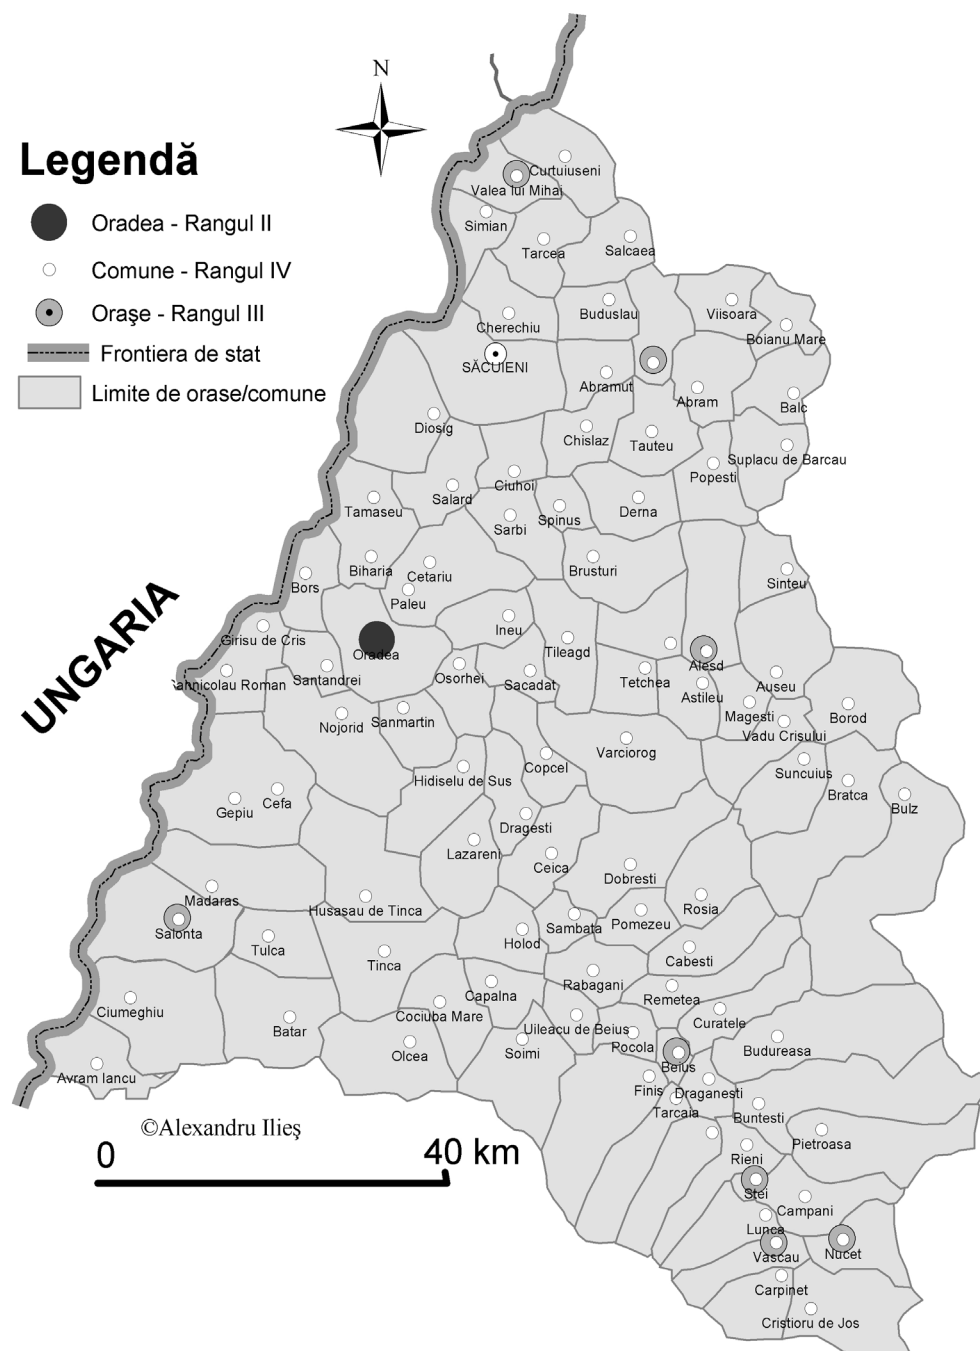 N
Legendă
Oradea - Rangul II
Comune - Rangul IV
Oraşe - Rangul III
Frontiera de stat
Limite de orase/comune
UNGARIA
Curtuiuseni
Valea lui Mihai
Simian
Tarcea
Salcaea
Cherechiu
Buduslau
Viisoara
Boianu Mare
SĂCUIENI
Abramut
Abram
Balc
Diosig
Chislaz
Tauteu
Suplacu de Barcau
Popesti
Ciuhoi
Salard
Tamaseu
Sarbi
Spinus
Derna
Biharia
Cetariu
Brusturi
Sinteu
Bors
Paleu
Ineu
Girisu de Cris
Oradea
Tileagd
Alesd
Sannicolau Roman
Santandrei
Osorhei
Sacadat
Tetchea
Astileu
Auseu
Nojorid
Sanmartin
Magesti
Borod
Vadu Crisului
Varciorog
Copcel
Hidiselu de Sus
Suncuius
Bratca
Bulz
Gepiu
Cefa
Dragesti
Lazareni
Ceica
Dobresti
Madaras
Husasau de Tinca
Rosia
Salonta
Sambata
Pomezeu
Tulca
Holod
Tinca
Cabesti
Rabagani
Capalna
Remetea
Ciumeghiu
Cociuba Mare
Curatele
Batar
Uileacu de Beius
Olcea
Soimi
Pocola
Budureasa
Beius
Avram Iancu
Finis
Draganesti
Tarcaia
Buntesti
©Alexandru Ilieş
Pietroasa
0
40 km
Rieni
Stei
Campani
Lunca
Vascau
Nucet
Carpinet
Cristioru de Jos